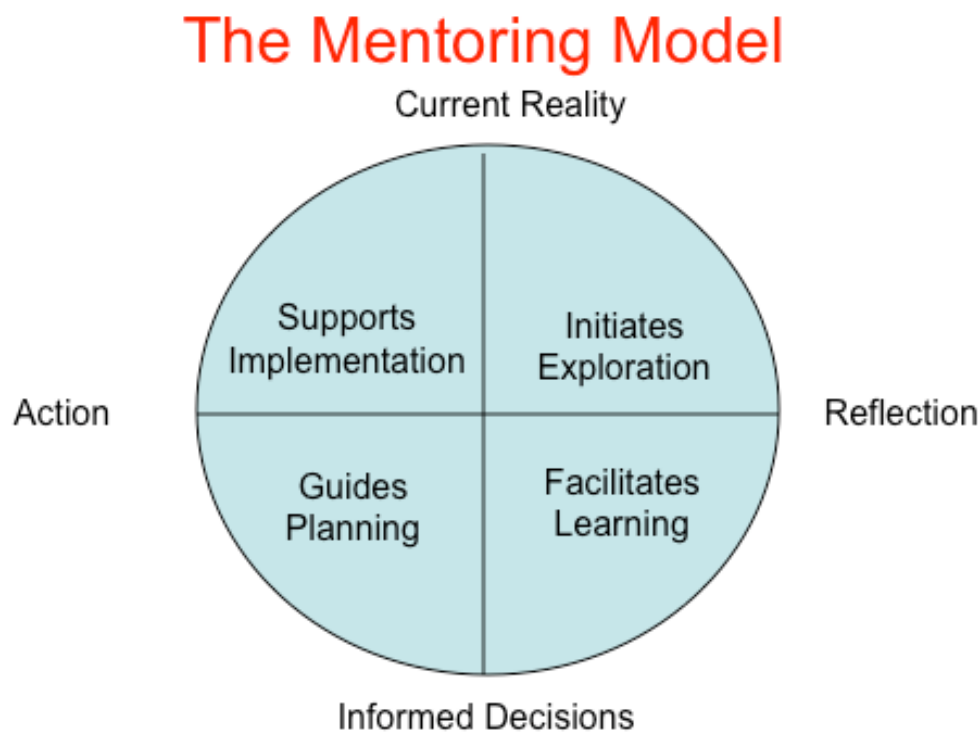 The Mentoring Model
Current Reality
Supports
Implementation
Initiates
Exploration
Action
Reflection
Guides
Planning
Facilitates
Learning
Informed Decisions